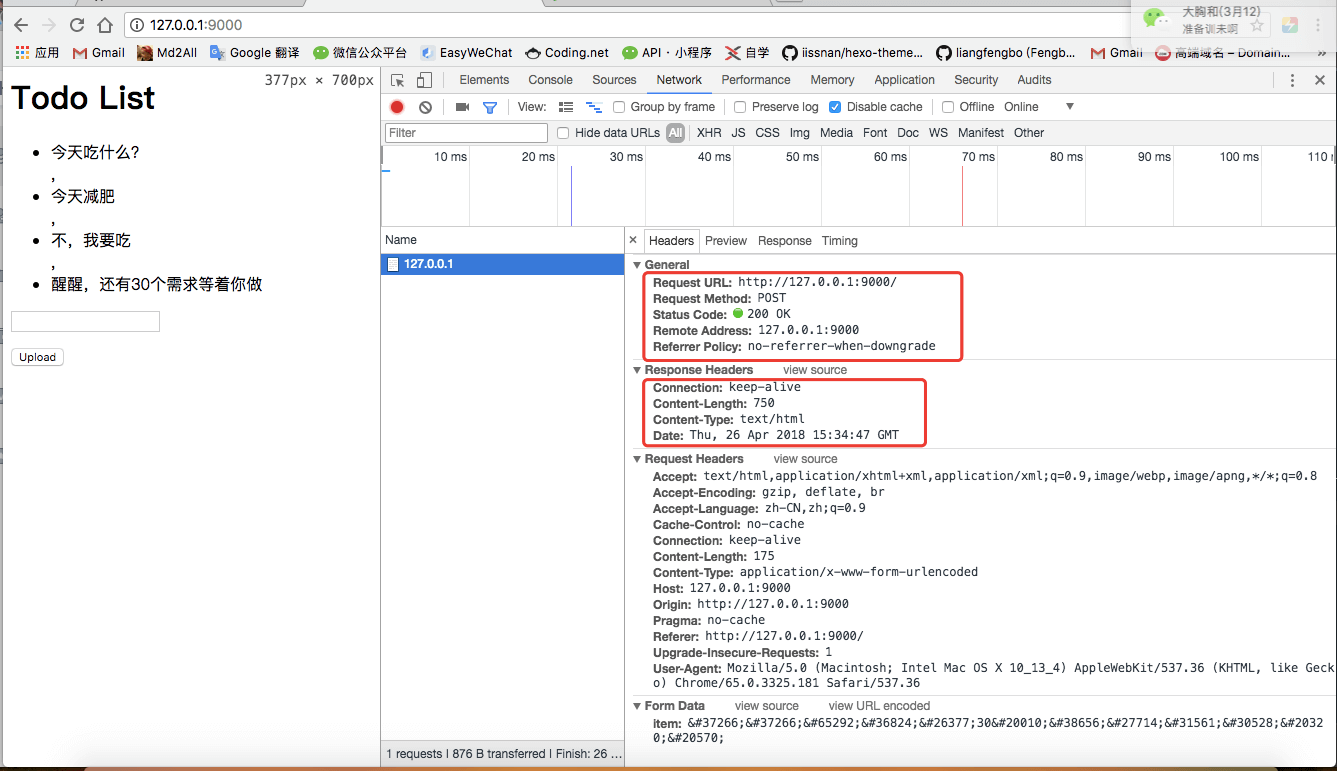 127.0.0.1:9000
大胸和(3月12)
准备训未啊
应用 Gmail Md2All Google 翻译 微信公众平台 EasyWeChat Coding.net API · 小程序 自学 iissnan/hexo-theme... liangfengbo (Fengb... Gmail 高端域名 – Domain... »
377px × 700px Elements Console Sources Network Performance Memory Application Security Audits
Todo List
View: Group by frame Preserve log Disable cache Offline Online
Filter Hide data URLs All XHR JS CSS Img Media Font Doc WS Manifest Other
10 ms 20 ms 30 ms 40 ms 50 ms 60 ms 70 ms 80 ms 90 ms 100 ms 110
• 今天吃什么?
,
• 今天减肥
,
• 不，我要吃
,
• 醒醒，还有30个需求等着你做
Upload
Name
127.0.0.1
1 requests | 876 B transferred | Finish: 26 ...
× Headers Preview Response Timing
General
Request URL: http://127.0.0.1:9000/
Request Method: POST
Status Code: 200 OK
Remote Address: 127.0.0.1:9000
Referrer Policy: no-referrer-when-downgrade
Response Headers view source
Connection: keep-alive
Content-Length: 750
Content-Type: text/html
Date: Thu, 26 Apr 2018 15:34:47 GMT
Request Headers view source
Accept: text/html,application/xhtml+xml,application/xml;q=0.9,image/webp,image/apng,*/*;q=0.8
Accept-Encoding: gzip, deflate, br
Accept-Language: zh-CN,zh;q=0.9
Cache-Control: no-cache
Connection: keep-alive
Content-Length: 175
Content-Type: application/x-www-form-urlencoded
Host: 127.0.0.1:9000
Origin: http://127.0.0.1:9000
Pragma: no-cache
Referer: http://127.0.0.1:9000/
Upgrade-Insecure-Requests: 1
User-Agent: Mozilla/5.0 (Macintosh; Intel Mac OS X 10_13_4) AppleWebKit/537.36 (KHTML, like Geck
o) Chrome/65.0.3325.181 Safari/537.36
Form Data view source view URL encoded
item: &#37266;&#37266;&#65292;&#36824;&#26377;30&#20010;&#38656;&#27714;&#31561;&#30528;&#2032
0;&#20570;